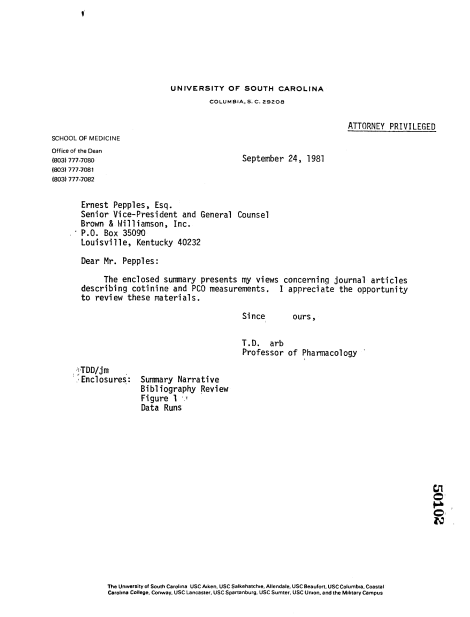 UNIVERSITY OF SOUTH CAROLINA
COLUMBIA, S. C. 29208
ATTORNEY PRIVILEGED
SCHOOL OF MEDICINE
Office of the Dean
(803) 777-7080
(803) 777-7081
(803) 777-7082
September 24, 1981
Ernest Pepples, Esq.
Senior Vice-President and General Counsel
Brown & Williamson, Inc.
P.O. Box 35090
Louisville, Kentucky 40232
Dear Mr. Pepples:
The enclosed summary presents my views concerning journal articles
describing cotinine and PCO measurements. I appreciate the opportunity
to review these materials.
Since ours,
T.D. arb
Professor of Pharmacology
TDD/jm
Enclosures: Summary Narrative
Bibliography Review
Figure 1
Data Runs
50102
The University of South Carolina USC Aiken, USC Salkehatchie, Allendale, USC Beaufort, USC Columbia, Coastal
Carolina College, Conway, USC Lancaster, USC Spartanburg, USC Sumter, USC Union, and the Military Campus